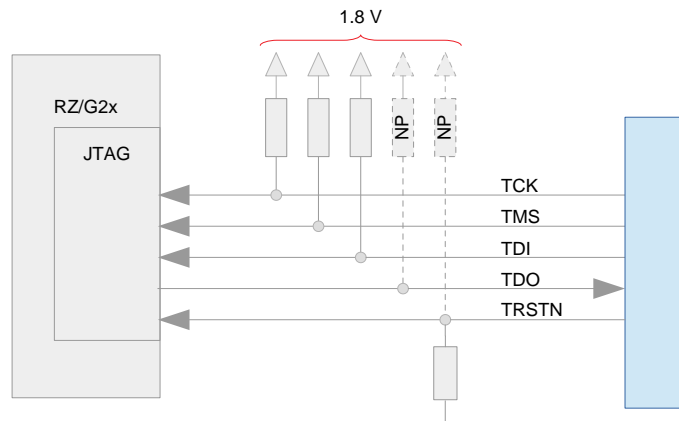 1.8 V
RZ/G2x
NP
NP
JTAG
TCK
TMS
TDI
TDO
TRSTN